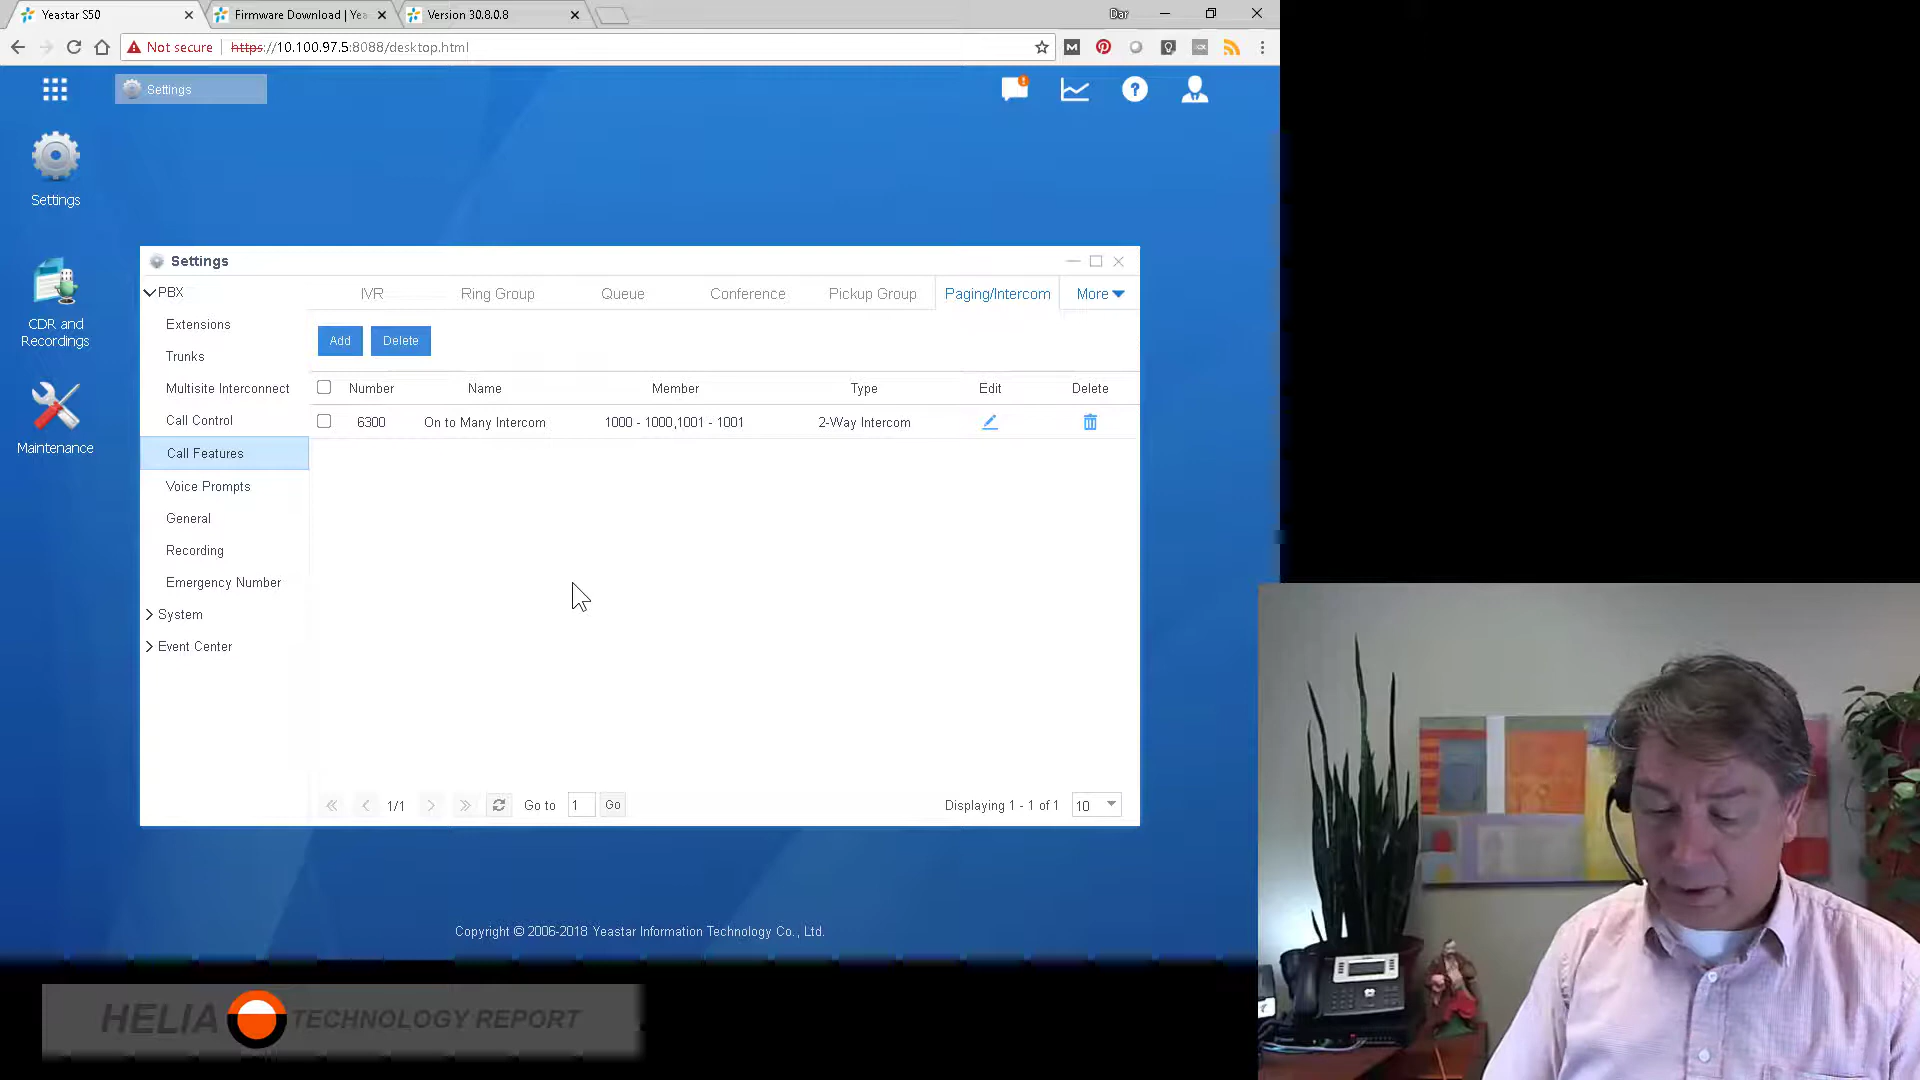 Yeastar S50
Firmware Download | Yea
Version 30.8.0.8
Dar
Not secure
https://10.100.97.5:8088/desktop.html
Settings
Settings
CDR and
Recordings
Maintenance
Settings
PBX
Extensions
Trunks
Multisite Interconnect
Call Control
Call Features
Voice Prompts
General
Recording
Emergency Number
System
Event Center
IVR
Ring Group
Queue
Conference
Pickup Group
Paging/Intercom
More
Add
Delete
Number Name Member Type Edit Delete
6300 On to Many Intercom 1000 - 1000,1001 - 1001 2-Way Intercom
1/1
Go to 1 Go
Displaying 1 - 1 of 1 10
Copyright © 2006-2018 Yeastar Information Technology Co., Ltd.
HELIA TECHNOLOGY REPORT